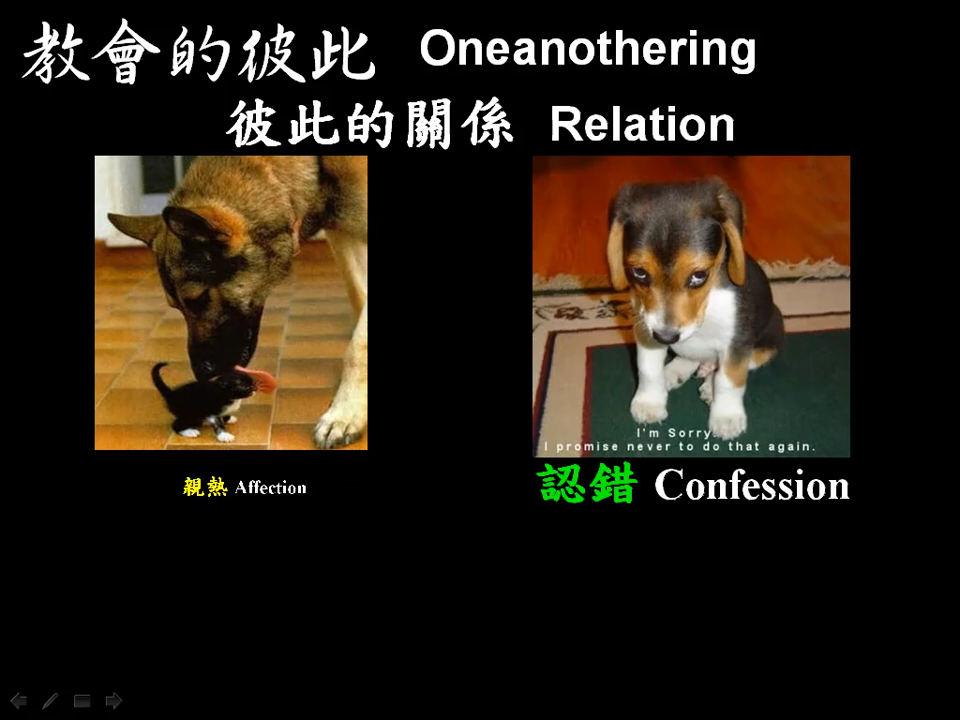 教會的彼此 Oneanothering
彼此的關係 Relation
I'm Sorry.
I promise never to do that again.
親熱 Affection
認錯 Confession